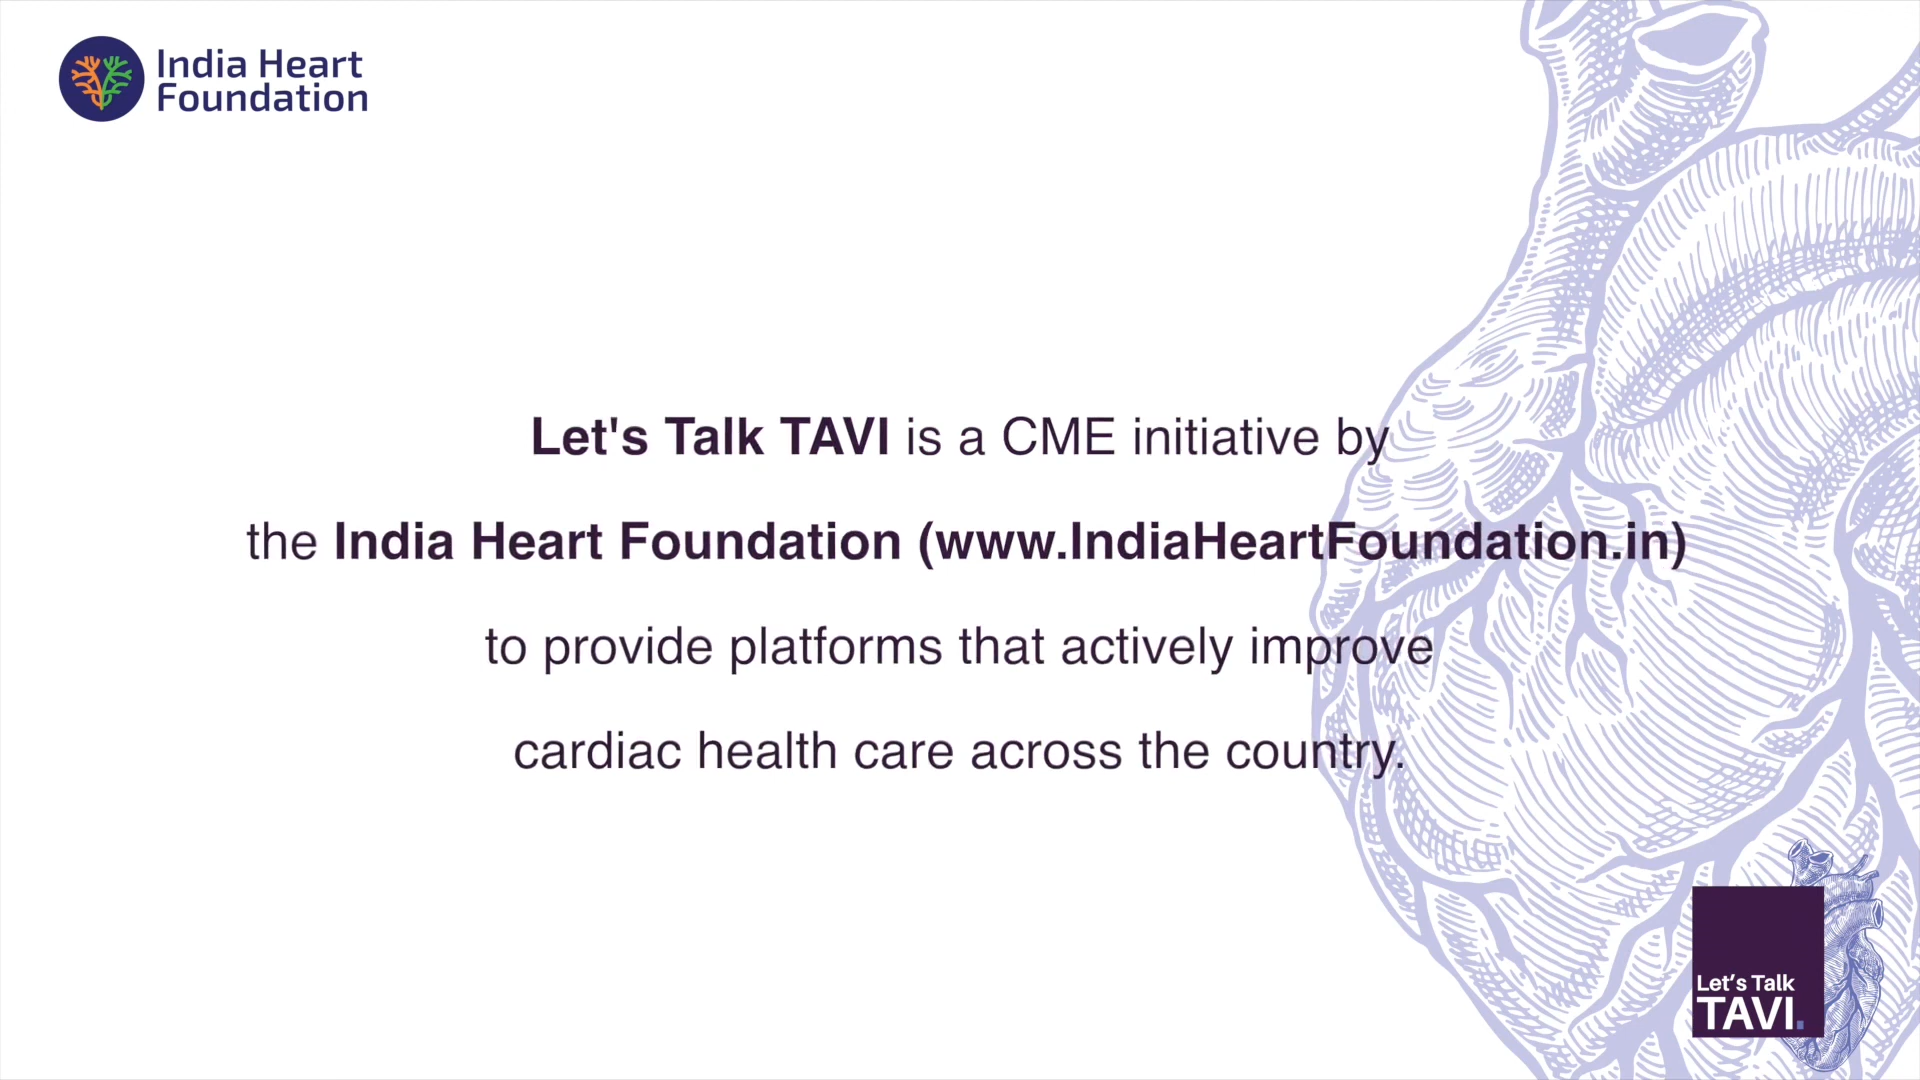 India Heart
Foundation
Let's Talk TAVI is a CME initiative by
the India Heart Foundation (www.IndiaHeartFoundation.in)
to provide platforms that actively improve
cardiac health care across the country.
Let's Talk
TAVI.